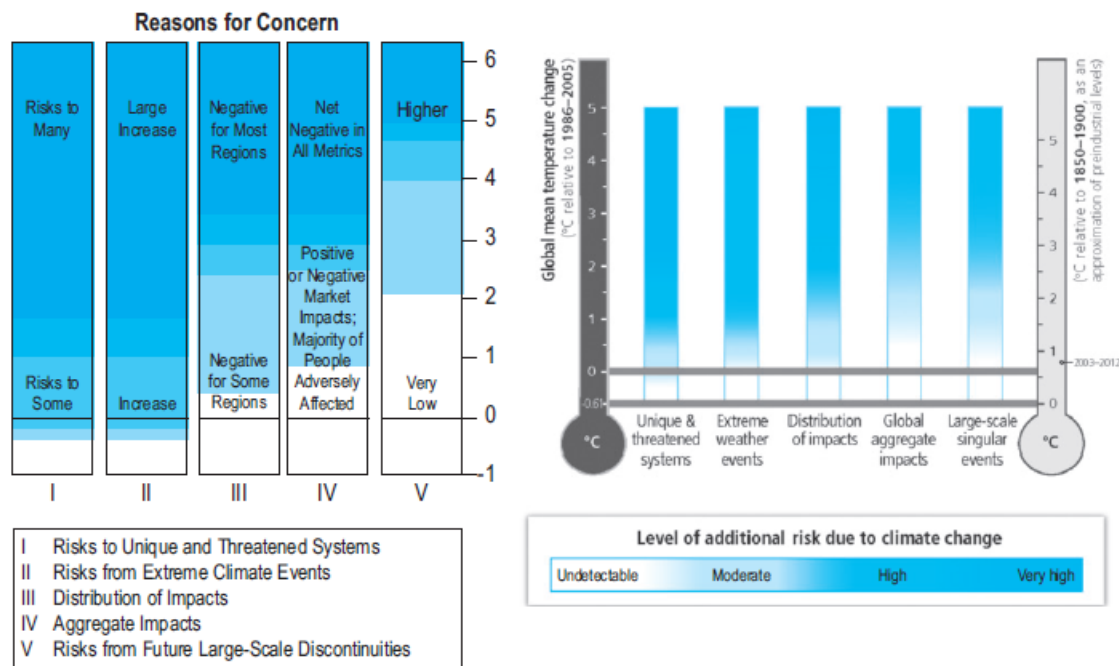 Reasons for Concern
Risks to
Many
Large
Increase
Negative
for Most
Regions
Net
Negative in
All Metrics
Higher
Positive
or Negative
Market
Impacts;
Majority of
People
Adversely
Affected
Risks to
Some
Increase
Negative
for Some
Regions
Very
Low
6
5
4
3
2
1
0
-1
I
II
III
IV
V
I Risks to Unique and Threatened Systems
II Risks from Extreme Climate Events
III Distribution of Impacts
IV Aggregate Impacts
V Risks from Future Large-Scale Discontinuities
Global mean temperature change
(°C relative to 1986–2005)
5
4
3
2
1
0
-0.61
°C
Unique &
threatened
systems
Extreme
weather
events
Distribution
of impacts
Global
aggregate
impacts
Large-scale
singular
events
5
4
3
2
1
0
2003–2012
°C
(°C relative to 1850–1900, as an
approximation of preindustrial levels)
Level of additional risk due to climate change
Undetectable Moderate High Very high